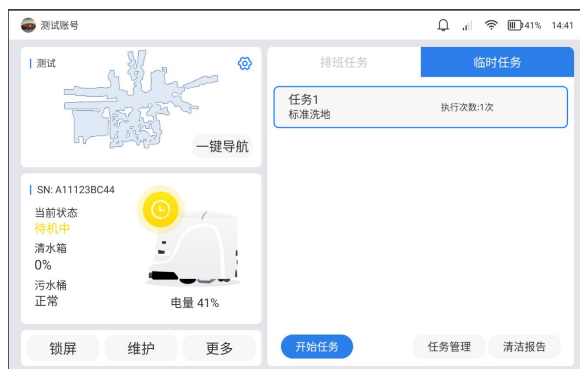 测试账号
41% 14:41
测试
一键导航
SN: A11123BC44
当前状态
待机中
清水箱
0%
污水桶
正常
电量 41%
锁屏 维护 更多
排班任务 临时任务
任务1
标准洗地
执行次数:1次
开始任务 任务管理 清洁报告